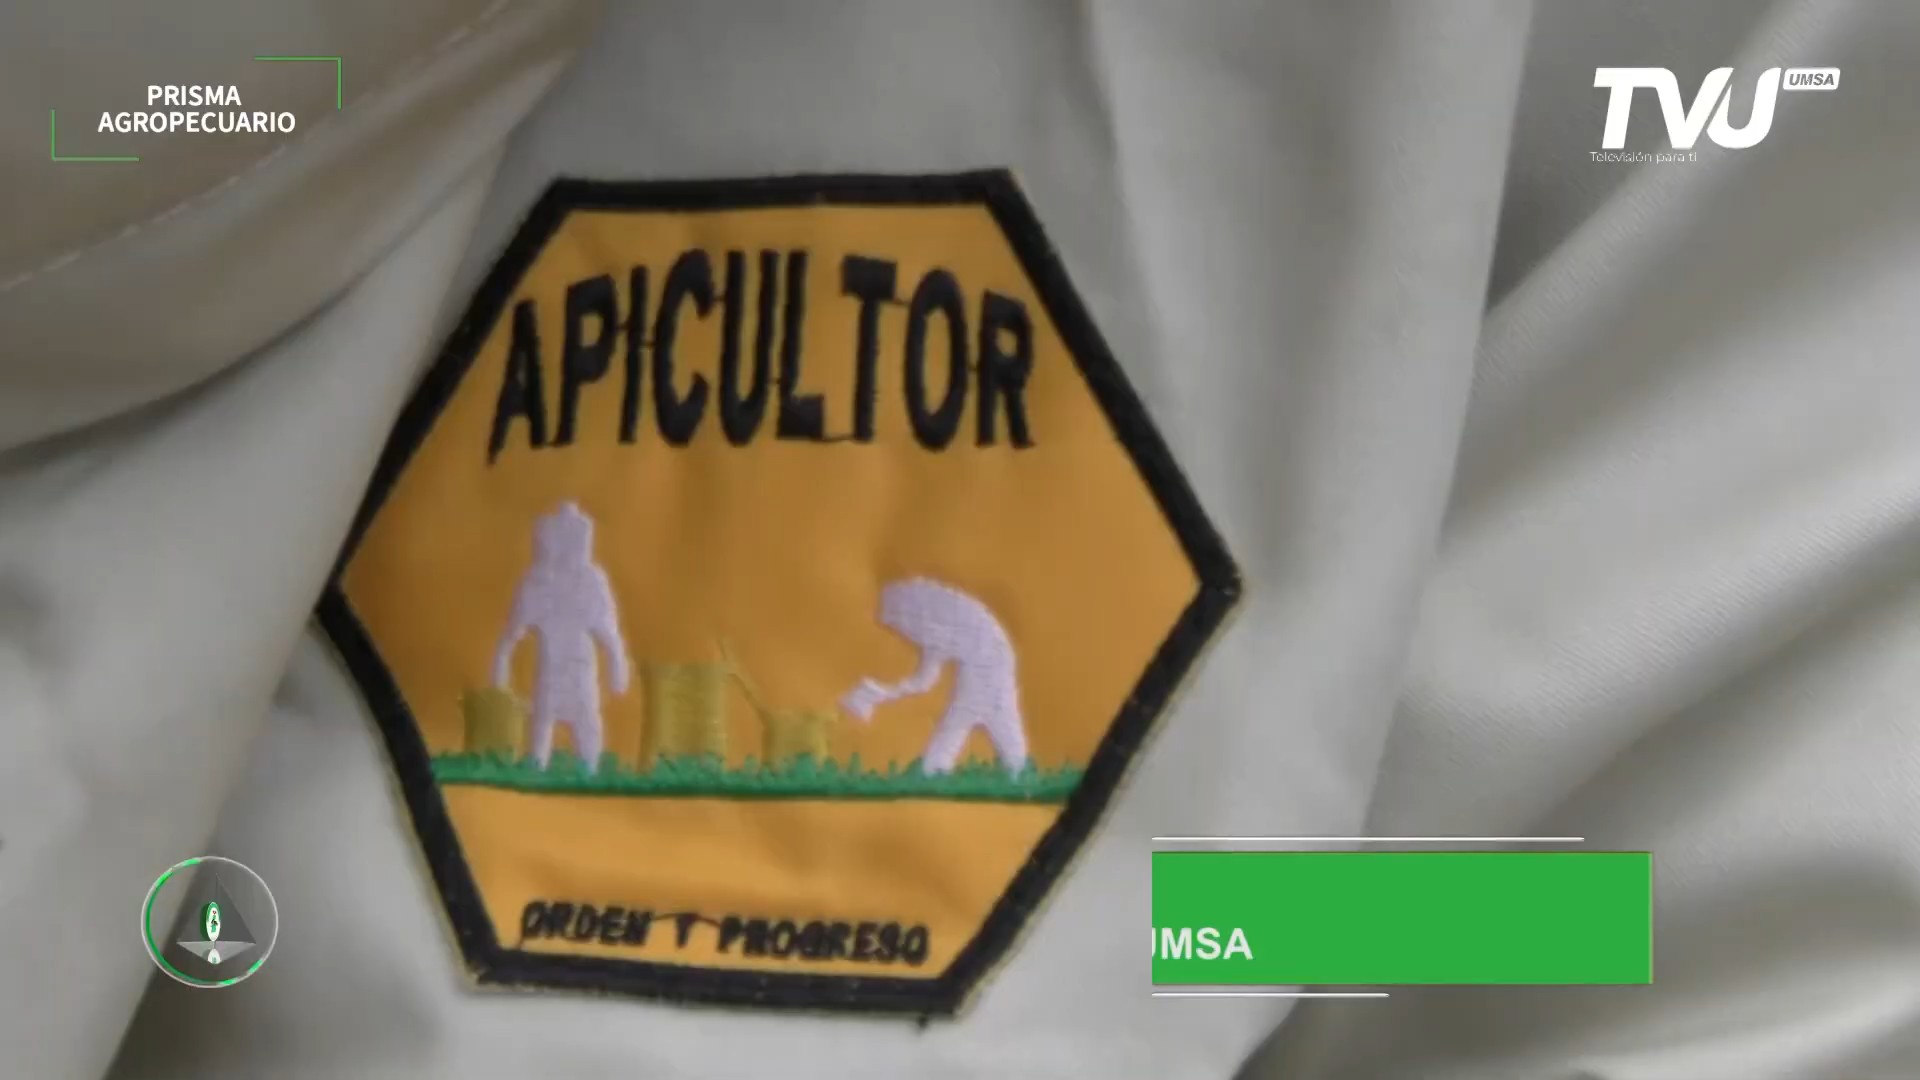 PRISMA
AGROPECUARIO
TVU UMSA
Televisión para ti
APICULTOR
ORDEN Y PROGRESO
UMSA